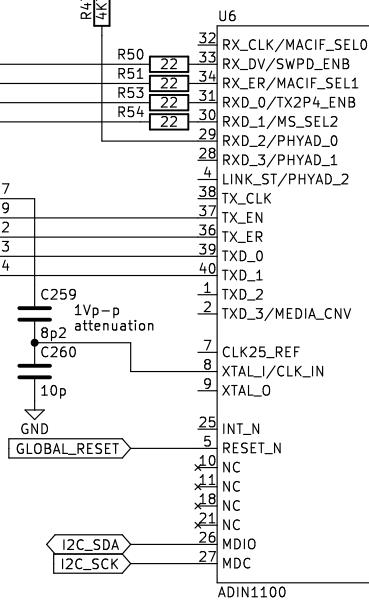 R4
4K
U6
32 RX_CLK/MACIF_SEL0
R50 22 33 RX_DV/SWPD_ENB
R51 22 34 RX_ER/MACIF_SEL1
R53 22 31 RXD_0/TX2P4_ENB
R54 22 30 RXD_1/MS_SEL2
29 RXD_2/PHYAD_0
28 RXD_3/PHYAD_1
4 LINK_ST/PHYAD_2
7 38 TX_CLK
9 37 TX_EN
2 36 TX_ER
3 39 TXD_0
4 40 TXD_1
1 TXD_2
2 TXD_3/MEDIA_CNV
C259
8p2
1Vp-p
attenuation
C260
10p
GND
7 CLK25_REF
8 XTAL_I/CLK_IN
9 XTAL_O
25 INT_N
GLOBAL_RESET 5 RESET_N
10 NC
11 NC
18 NC
21 NC
I2C_SDA 26 MDIO
I2C_SCK 27 MDC
ADIN1100